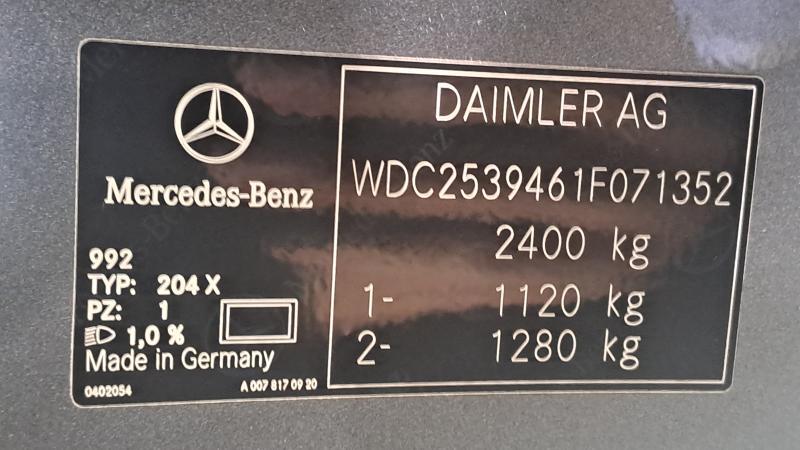 Mercedes-Benz
992
TYP: 204 X
PZ: 1
1,0 %
Made in Germany
0402054
A 007 817 09 20
DAIMLER AG
WDC2539461F071352
2400 kg
1- 1120 kg
2- 1280 kg